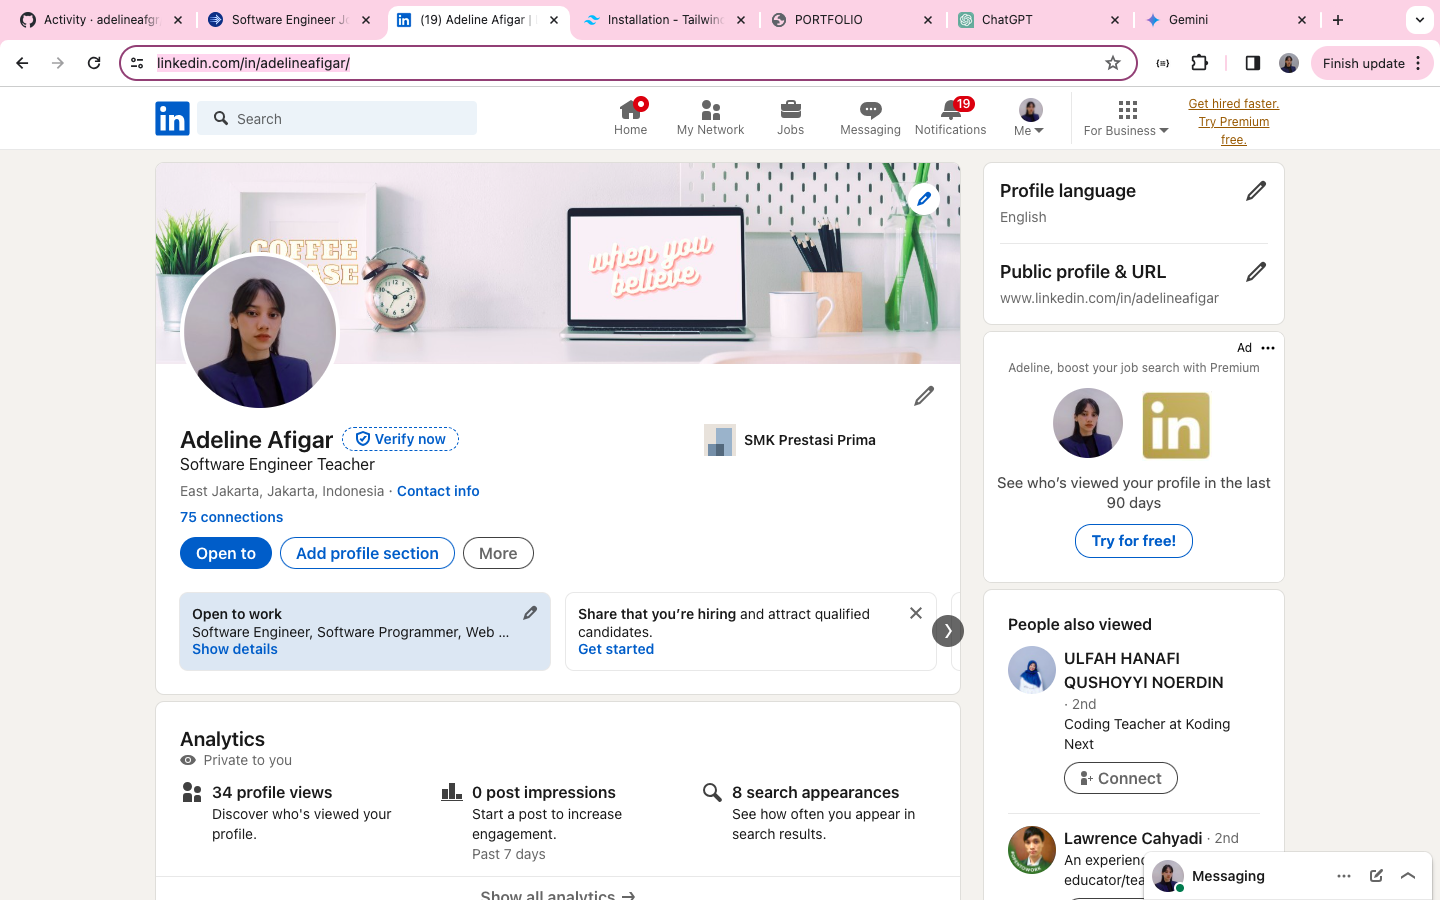 Activity · adelineafgr
Software Engineer Jo
(19) Adeline Afigar |
Installation - Tailwind
PORTFOLIO
ChatGPT
Gemini
linkedin.com/in/adelineafigar/
Finish update
in
Search
Home
My Network
Jobs
Messaging
19
Notifications
Me
For Business
Get hired faster.
Try Premium
free.
COFFEE
when you
believe
Adeline Afigar
Verify now
Software Engineer Teacher
East Jakarta, Jakarta, Indonesia · Contact info
75 connections
SMK Prestasi Prima
Open to
Add profile section
More
Open to work
Software Engineer, Software Programmer, Web ...
Show details
Share that you're hiring and attract qualified
candidates.
Get started
Analytics
Private to you
34 profile views
Discover who's viewed your
profile.
0 post impressions
Start a post to increase
engagement.
Past 7 days
8 search appearances
See how often you appear in
search results.
Show all analytics →
Profile language
English
Public profile & URL
www.linkedin.com/in/adelineafigar
Ad
Adeline, boost your job search with Premium
in
See who's viewed your profile in the last
90 days
Try for free!
People also viewed
ULFAH HANAFI
QUSHOYYI NOERDIN
· 2nd
Coding Teacher at Koding
Next
Connect
Lawrence Cahyadi · 2nd
An experienc
educator/tea
Messaging